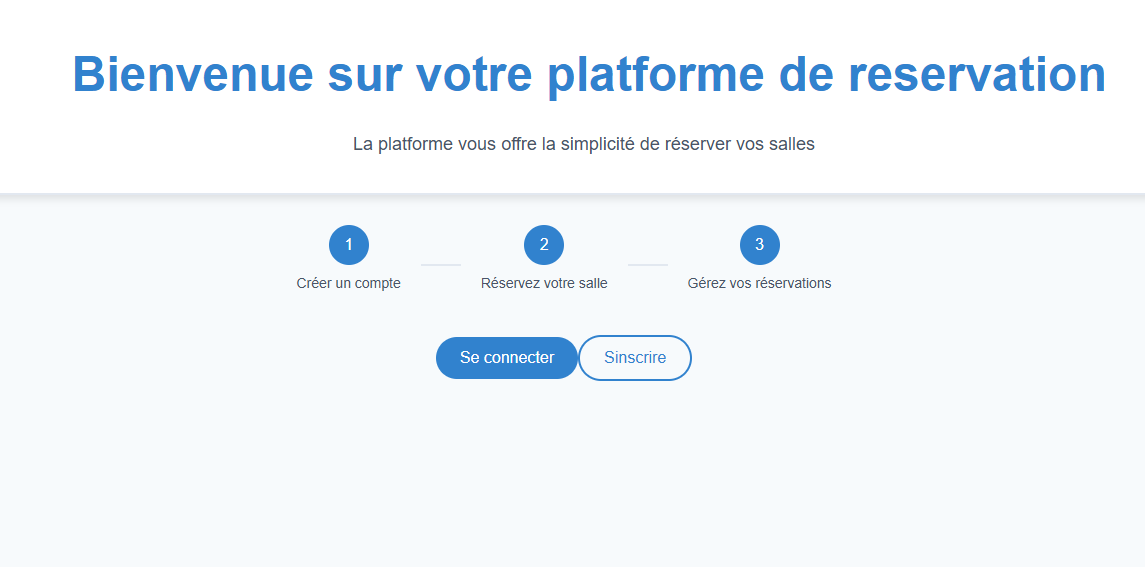 Bienvenue sur votre platforme de reservation
La platforme vous offre la simplicité de réserver vos salles
1
2
3
Créer un compte
Réservez votre salle
Gérez vos réservations
Se connecter
Sinscrire